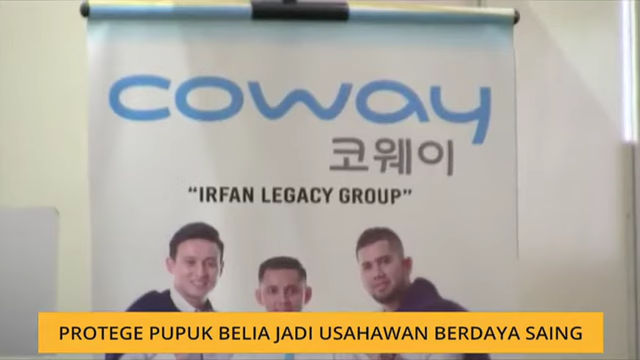 coway
코웨이
"IRFAN LEGACY GROUP"
PROTEGE PUPUK BELIA JADI USAHAWAN BERDAYA SAING